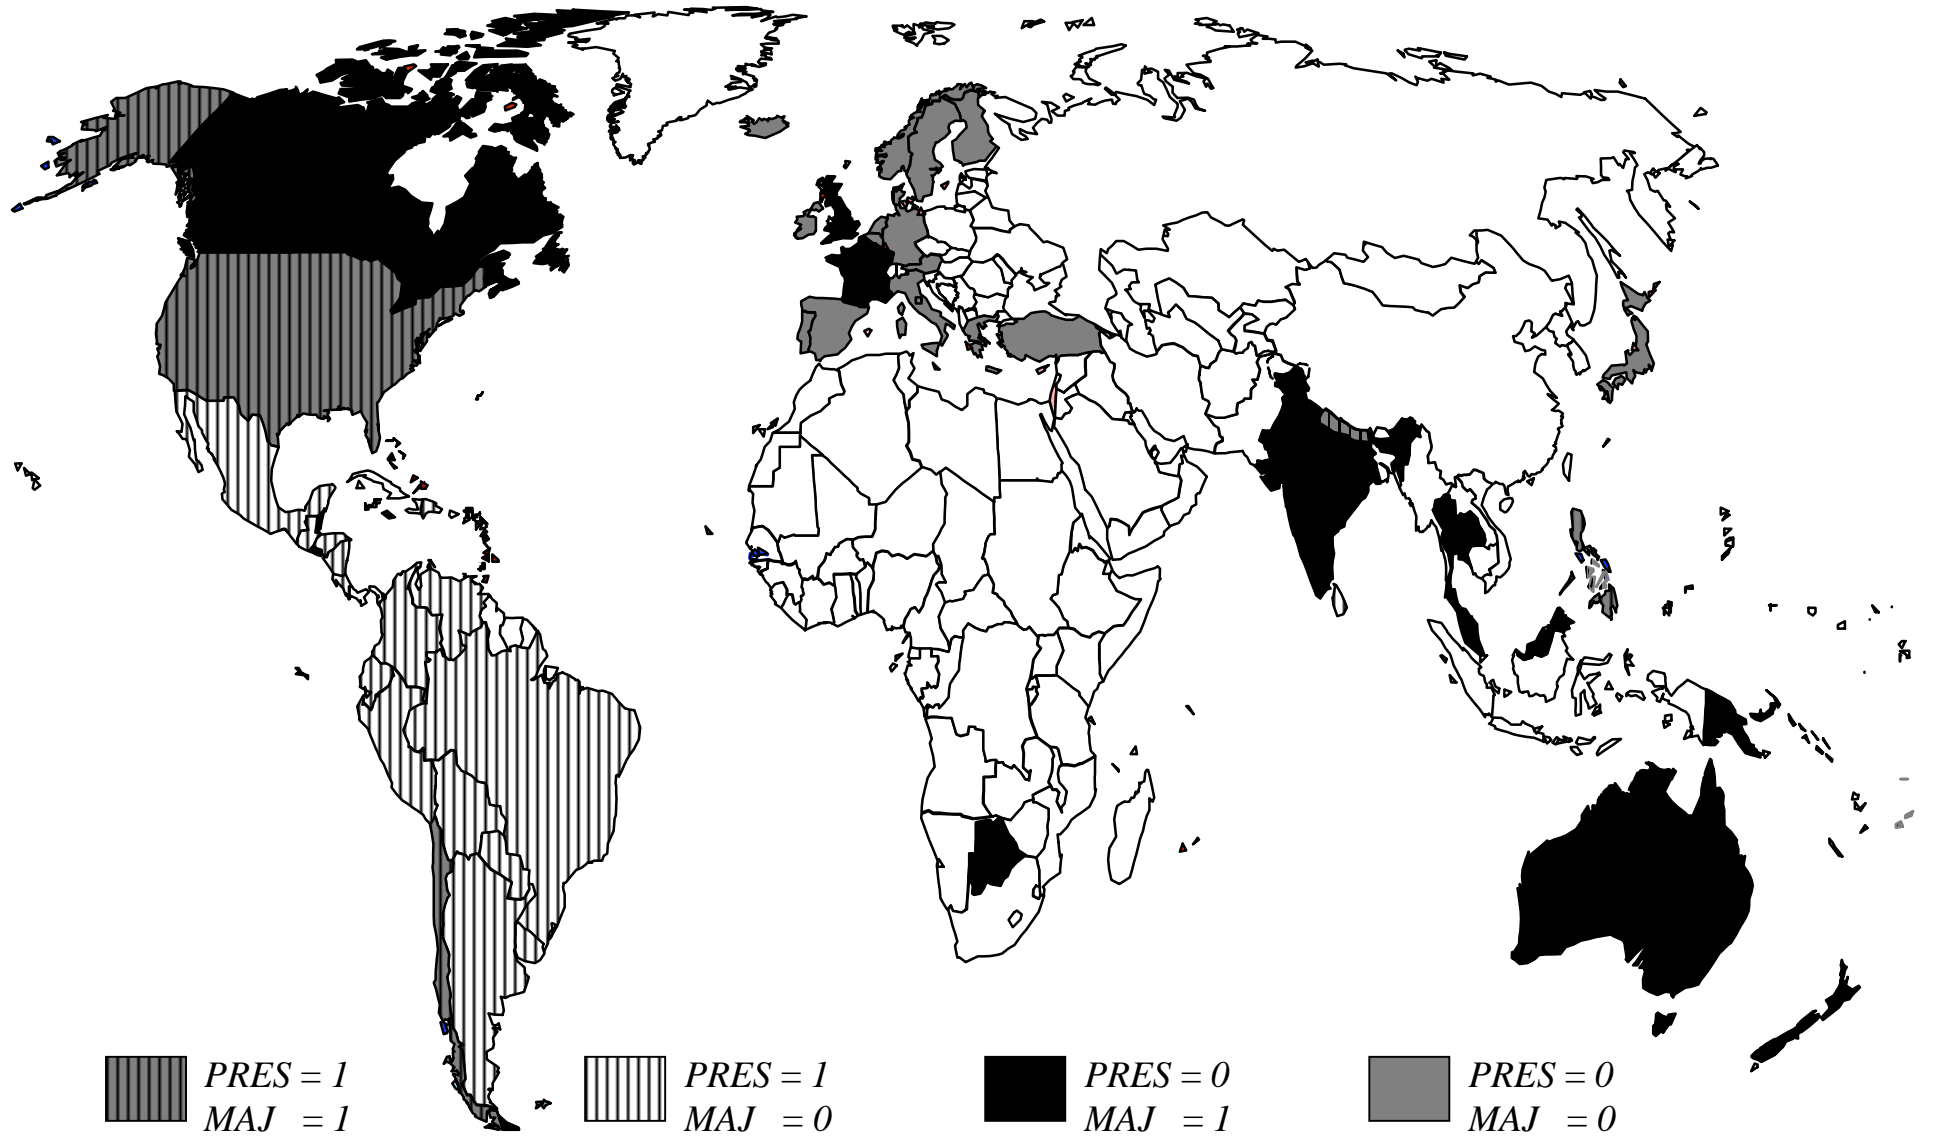 PRES = 1 PRES = 1 PRES = 0 PRES = 0
MAJ = 1 MAJ = 0 MAJ = 1 MAJ = 0